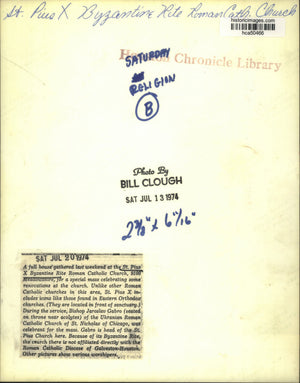 St. Pius X Byzantine Rite Roman Cath. Church
historicimages.com
hca50466
Chronicle Library
SATURDAY
RELIGION
B
Photo By
BILL CLOUGH
SAT JUL 13 1974
2 3/8" x 6 11/16"
SAT JUL 20 1974
A full house gathered last weekend at the St. Pius
X Byzantine Rite Roman Catholic Church,
for a special mass celebrating some
renovations at the church. Unlike other Roman
Catholic churches in this area, St. Pius X in-
cludes icons like those found in Eastern Orthodox
churches. (They are located in front of sanctuary.)
During the service, Bishop Jaroslav Gabro (seated
on throne near acolytes) of the Ukranian Roman
Catholic Church of St. Nicholas of Chicago, was
celebrant for the mass. Gabro is head of the St.
Pius Church here. Because of its Byzantine Rite,
the church there is not affiliated directly with the
Roman Catholic Diocese of Galveston-Houston.
Other pictures show various worshipers.